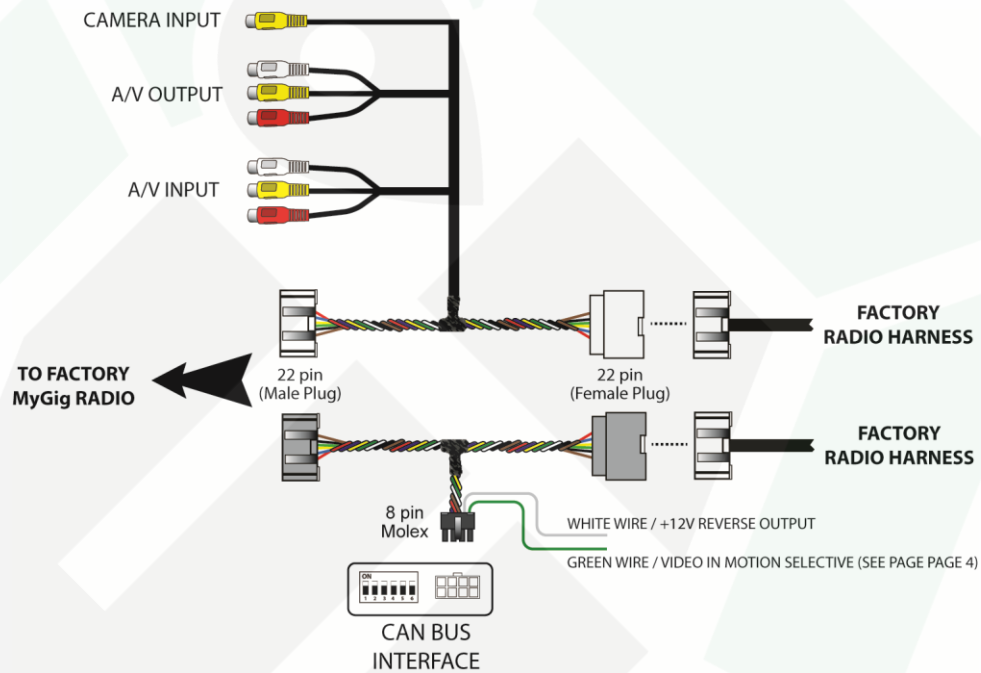 CAMERA INPUT
A/V OUTPUT
A/V INPUT
22 pin
(Male Plug)
22 pin
(Female Plug)
FACTORY
RADIO HARNESS
TO FACTORY
MyGig RADIO
FACTORY
RADIO HARNESS
8 pin
Molex
WHITE WIRE / +12V REVERSE OUTPUT
GREEN WIRE / VIDEO IN MOTION SELECTIVE (SEE PAGE PAGE 4)
ON
1 2 3 4 5 6
CAN BUS
INTERFACE